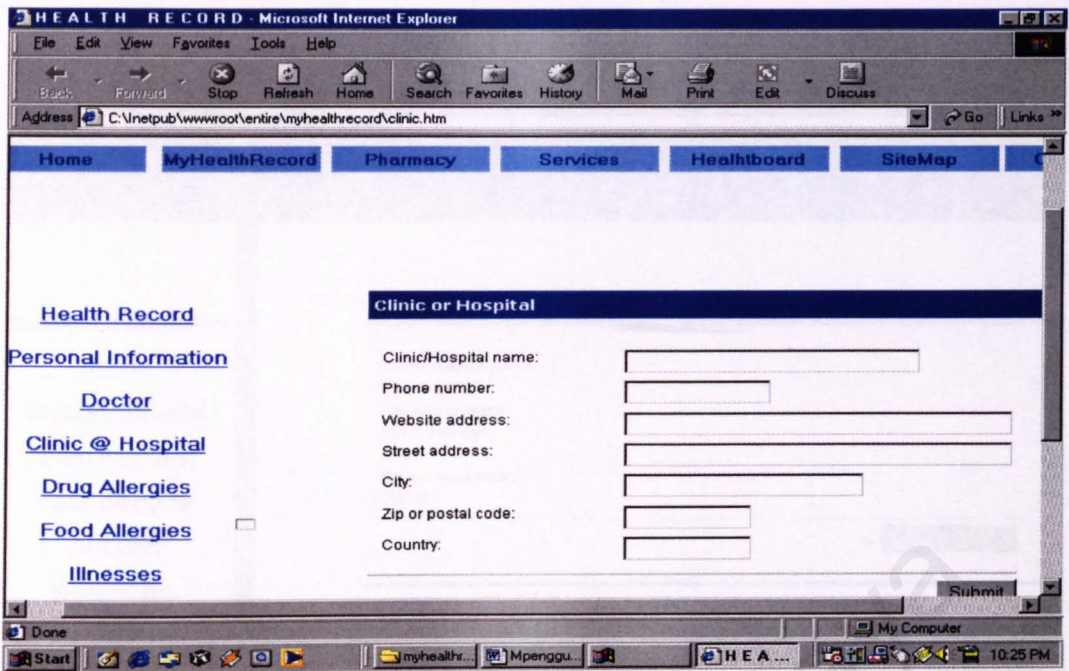 H E A L T H R E C O R D - Microsoft Internet Explorer
File Edit View Favorites Tools Help
Back Forward Stop Refresh Home Search Favorites History Mail Print Edit Discuss
Address C:\Inetpub\wwwroot\entire\myhealthrecord\clinic.htm Go Links »
Home MyHealthRecord Pharmacy Services Healhtboard SiteMap
Clinic or Hospital
Health Record
Personal Information
Doctor
Clinic @ Hospital
Drug Allergies
Food Allergies
Illnesses
Clinic/Hospital name:
Phone number:
Website address:
Street address:
City:
Zip or postal code:
Country:
Submit
Done My Computer
Start myhealthr... Mpenggu... H E A ... 10:25 PM